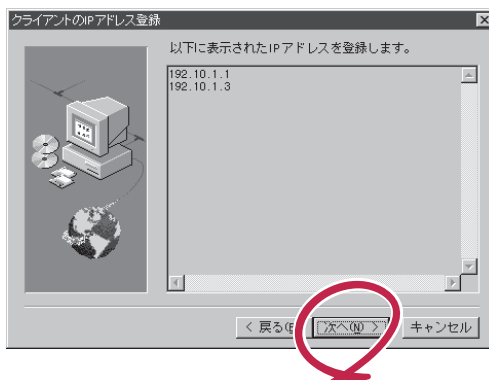 クライアントのIPアドレス登録
以下に表示されたIPアドレスを登録します。
192.10.1.1
192.10.1.3
< 戻る(B)
次へ(N) >
キャンセル